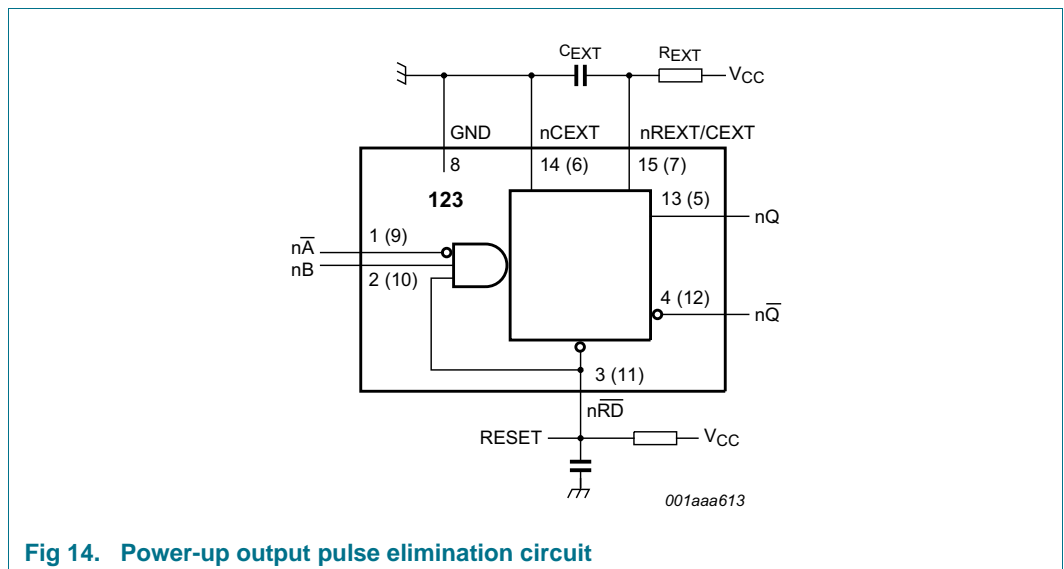 CEXT
REXT
VCC
GND
nCEXT
nREXT/CEXT
8
14 (6)
15 (7)
123
13 (5)
nQ
1 (9)
nA̅
nB
2 (10)
4 (12)
nQ̅
3 (11)
nR̅D̅
RESET
VCC
001aaa613
Fig 14. Power-up output pulse elimination circuit